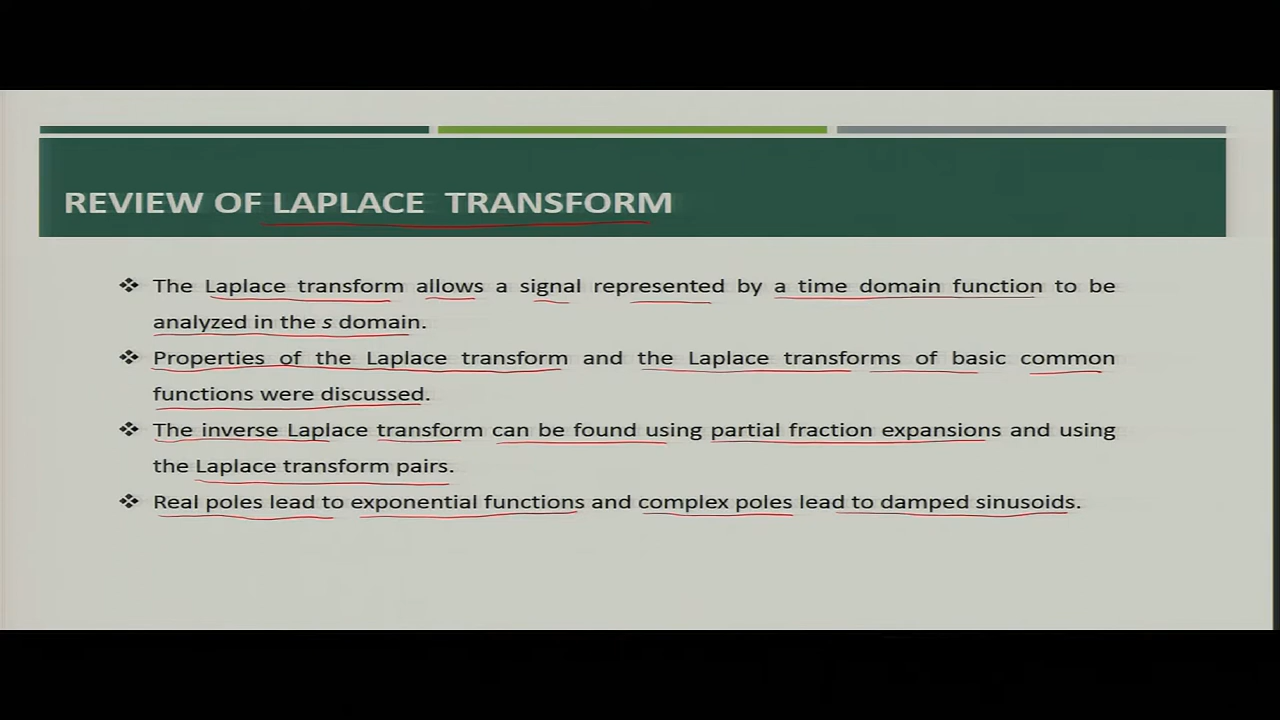 REVIEW OF LAPLACE TRANSFORM
❖ The Laplace transform allows a signal represented by a time domain function to be
analyzed in the s domain.
❖ Properties of the Laplace transform and the Laplace transforms of basic common
functions were discussed.
❖ The inverse Laplace transform can be found using partial fraction expansions and using
the Laplace transform pairs.
❖ Real poles lead to exponential functions and complex poles lead to damped sinusoids.